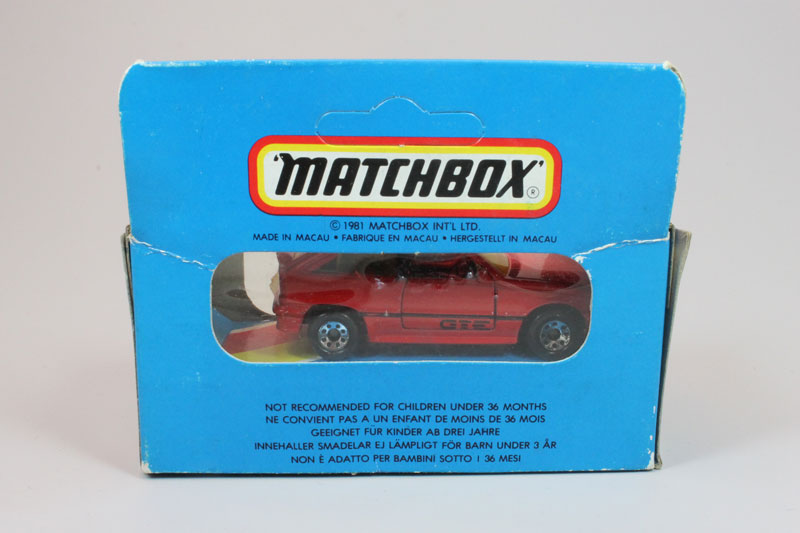 'MATCHBOX'®
© 1981 MATCHBOX INT'L LTD.
MADE IN MACAU • FABRIQUE EN MACAU • HERGESTELLT IN MACAU
GTE
NOT RECOMMENDED FOR CHILDREN UNDER 36 MONTHS
NE CONVIENT PAS A UN ENFANT DE MOINS DE 36 MOIS
GEEIGNET FÜR KINDER AB DREI JAHRE
INNEHALLER SMADELAR EJ LÄMPLIGT FÖR BARN UNDER 3 ÅR
NON È ADATTO PER BAMBINI SOTTO I 36 MESI